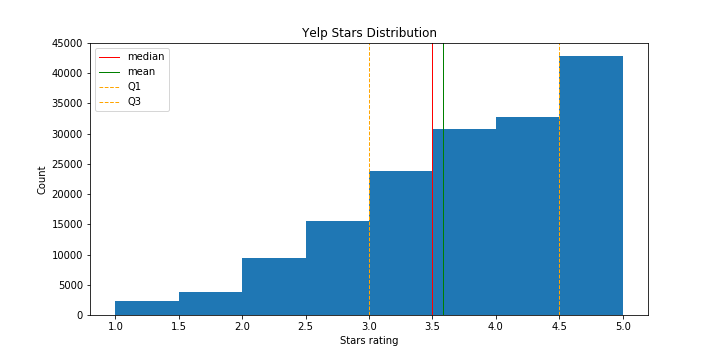 Yelp Stars Distribution
45000
40000
35000
30000
25000
20000
15000
10000
5000
0
Count
median
mean
Q1
Q3
1.0 1.5 2.0 2.5 3.0 3.5 4.0 4.5 5.0
Stars rating